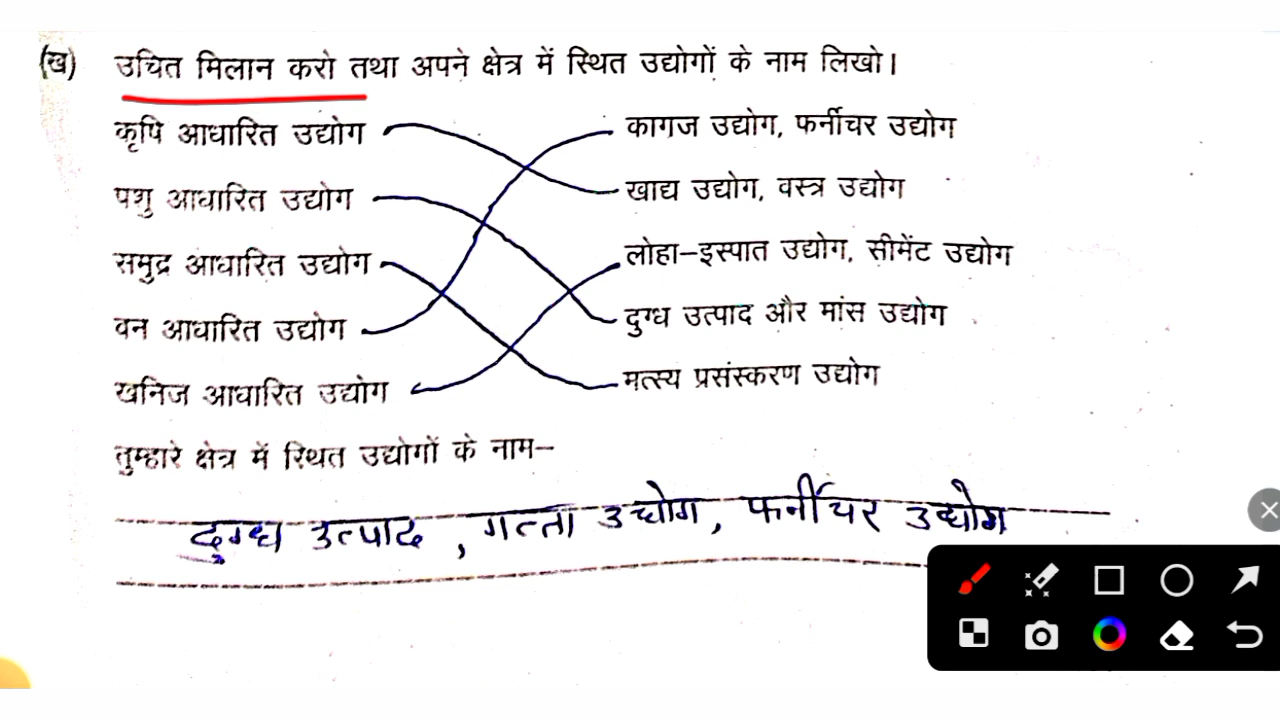 (ख) उचित मिलान करो तथा अपने क्षेत्र में स्थित उद्योगों के नाम लिखो।
कृषि आधारित उद्योग कागज उद्योग, फर्नीचर उद्योग
पशु आधारित उद्योग खाद्य उद्योग, वस्त्र उद्योग
समुद्र आधारित उद्योग लोहा–इस्पात उद्योग, सीमेंट उद्योग
वन आधारित उद्योग दुग्ध उत्पाद और मांस उद्योग
खनिज आधारित उद्योग मत्स्य प्रसंस्करण उद्योग
तुम्हारे क्षेत्र में स्थित उद्योगों के नाम–
दुग्ध उत्पाद, गत्ता उद्योग, फर्नीचर उद्योग